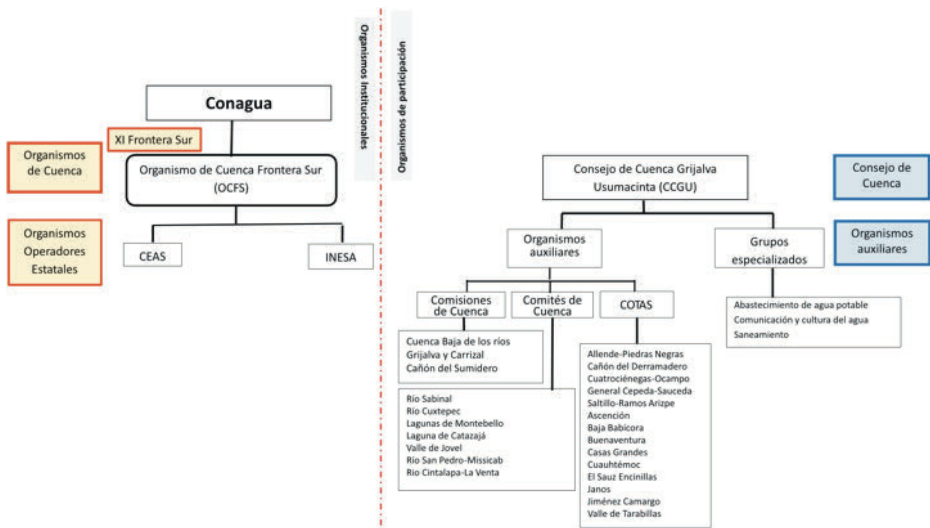 Organismos Institucionales
Organismos de participación
Conagua
XI Frontera Sur
Organismos
de Cuenca
Organismo de Cuenca Frontera Sur
(OCFS)
Organismos
Operadores
Estatales
CEAS
INESA
Consejo de Cuenca Grijalva
Usumacinta (CCGU)
Consejo de
Cuenca
Organismos
auxiliares
Grupos
especializados
Organismos
auxiliares
Comisiones
de Cuenca
Comités de
Cuenca
COTAS
Abastecimiento de agua potable
Comunicación y cultura del agua
Saneamiento
Cuenca Baja de los ríos
Grijalva y Carrizal
Cañón del Sumidero
Río Sabinal
Río Cuxtepec
Lagunas de Montebello
Laguna de Catazajá
Valle de Jovel
Río San Pedro-Missicab
Rio Cintalapa-La Venta
Allende-Piedras Negras
Cañón del Derramadero
Cuatrociénegas-Ocampo
General Cepeda-Sauceda
Saltillo-Ramos Arizpe
Ascención
Baja Babícora
Buenaventura
Casas Grandes
Cuauhtémoc
El Sauz Encinillas
Janos
Jiménez Camargo
Valle de Tarabillas